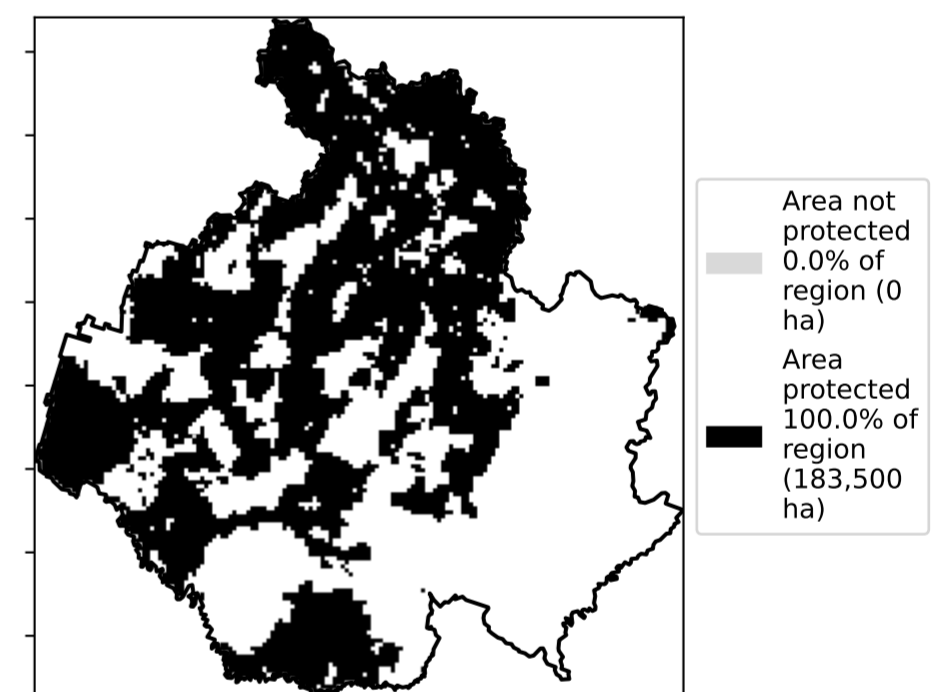 Area not
protected
0.0% of
region (0
ha)
Area
protected
100.0% of
region
(183,500
ha)